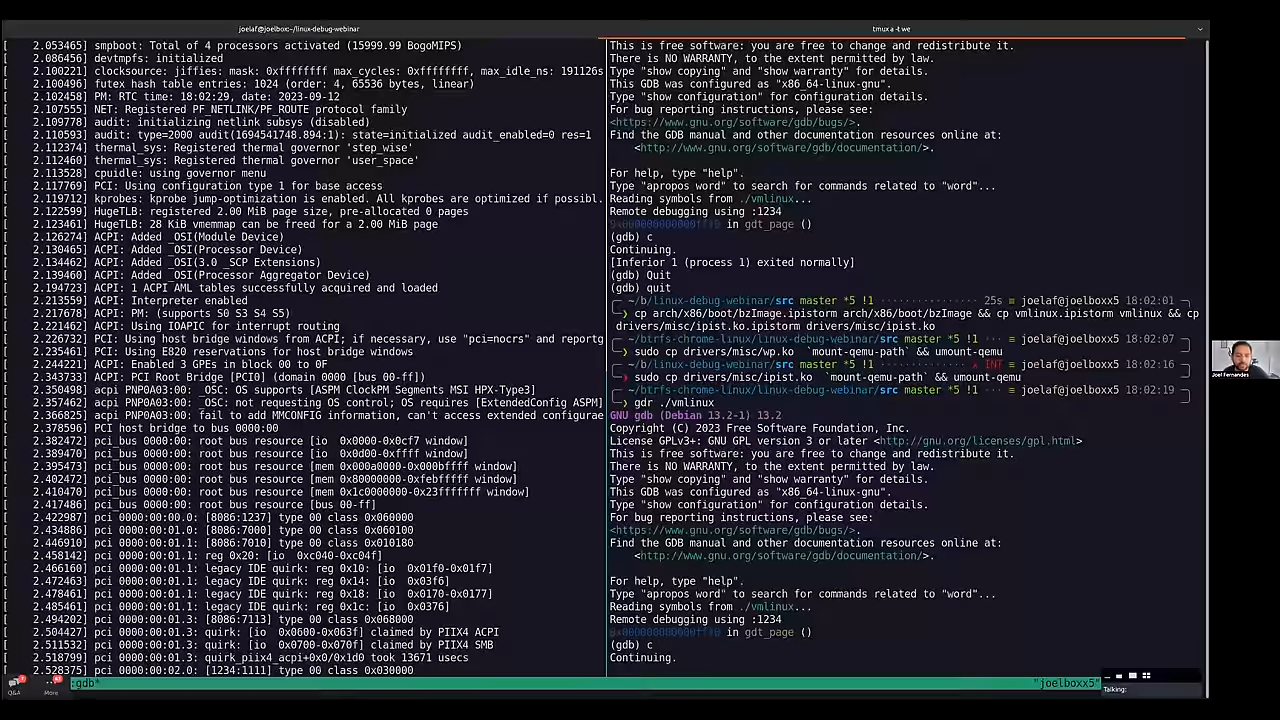 joelaf@joelbox:~/linux-debug-webinar
tmux a -t we
[    2.053465] smpboot: Total of 4 processors activated (15999.99 BogoMIPS)
[    2.086456] devtmpfs: initialized
[    2.100221] clocksource: jiffies: mask: 0xffffffff max_cycles: 0xffffffff, max_idle_ns: 191126s
[    2.100496] futex hash table entries: 1024 (order: 4, 65536 bytes, linear)
[    2.102458] PM: RTC time: 18:02:29, date: 2023-09-12
[    2.107555] NET: Registered PF_NETLINK/PF_ROUTE protocol family
[    2.109778] audit: initializing netlink subsys (disabled)
[    2.110593] audit: type=2000 audit(1694541748.894:1): state=initialized audit_enabled=0 res=1
[    2.112374] thermal_sys: Registered thermal governor 'step_wise'
[    2.112460] thermal_sys: Registered thermal governor 'user_space'
[    2.113528] cpuidle: using governor menu
[    2.117769] PCI: Using configuration type 1 for base access
[    2.119712] kprobes: kprobe jump-optimization is enabled. All kprobes are optimized if possibl.
[    2.122599] HugeTLB: registered 2.00 MiB page size, pre-allocated 0 pages
[    2.123461] HugeTLB: 28 KiB vmemmap can be freed for a 2.00 MiB page
[    2.126274] ACPI: Added _OSI(Module Device)
[    2.130465] ACPI: Added _OSI(Processor Device)
[    2.134462] ACPI: Added _OSI(3.0 _SCP Extensions)
[    2.139460] ACPI: Added _OSI(Processor Aggregator Device)
[    2.194723] ACPI: 1 ACPI AML tables successfully acquired and loaded
[    2.213559] ACPI: Interpreter enabled
[    2.217678] ACPI: PM: (supports S0 S3 S4 S5)
[    2.221462] ACPI: Using IOAPIC for interrupt routing
[    2.226732] PCI: Using host bridge windows from ACPI; if necessary, use "pci=nocrs" and reportg
[    2.235461] PCI: Using E820 reservations for host bridge windows
[    2.244221] ACPI: Enabled 3 GPEs in block 00 to 0F
[    2.343733] ACPI: PCI Root Bridge [PCI0] (domain 0000 [bus 00-ff])
[    2.350498] acpi PNP0A03:00: _OSC: OS supports [ASPM ClockPM Segments MSI HPX-Type3]
[    2.357462] acpi PNP0A03:00: _OSC: not requesting OS control; OS requires [ExtendedConfig ASPM]
[    2.366825] acpi PNP0A03:00: fail to add MMCONFIG information, can't access extended configurae
[    2.378596] PCI host bridge to bus 0000:00
[    2.382472] pci_bus 0000:00: root bus resource [io  0x0000-0x0cf7 window]
[    2.389470] pci_bus 0000:00: root bus resource [io  0x0d00-0xffff window]
[    2.395473] pci_bus 0000:00: root bus resource [mem 0x000a0000-0x000bffff window]
[    2.402472] pci_bus 0000:00: root bus resource [mem 0x80000000-0xfebfffff window]
[    2.410470] pci_bus 0000:00: root bus resource [mem 0x1c0000000-0x23fffffff window]
[    2.417486] pci_bus 0000:00: root bus resource [bus 00-ff]
[    2.422987] pci 0000:00:00.0: [8086:1237] type 00 class 0x060000
[    2.434886] pci 0000:00:01.0: [8086:7000] type 00 class 0x060100
[    2.446910] pci 0000:00:01.1: [8086:7010] type 00 class 0x010180
[    2.458142] pci 0000:00:01.1: reg 0x20: [io  0xc040-0xc04f]
[    2.466160] pci 0000:00:01.1: legacy IDE quirk: reg 0x10: [io  0x01f0-0x01f7]
[    2.472463] pci 0000:00:01.1: legacy IDE quirk: reg 0x14: [io  0x03f6]
[    2.478461] pci 0000:00:01.1: legacy IDE quirk: reg 0x18: [io  0x0170-0x0177]
[    2.485461] pci 0000:00:01.1: legacy IDE quirk: reg 0x1c: [io  0x0376]
[    2.494202] pci 0000:00:01.3: [8086:7113] type 00 class 0x068000
[    2.504427] pci 0000:00:01.3: quirk: [io  0x0600-0x063f] claimed by PIIX4 ACPI
[    2.511532] pci 0000:00:01.3: quirk: [io  0x0700-0x070f] claimed by PIIX4 SMB
[    2.518799] pci 0000:00:01.3: quirk_piix4_acpi+0x0/0x1d0 took 13671 usecs
[    2.528375] pci 0000:00:02.0: [1234:1111] type 00 class 0x030000
This is free software: you are free to change and redistribute it.
There is NO WARRANTY, to the extent permitted by law.
Type "show copying" and "show warranty" for details.
This GDB was configured as "x86_64-linux-gnu".
Type "show configuration" for configuration details.
For bug reporting instructions, please see:
<https://www.gnu.org/software/gdb/bugs/>.
Find the GDB manual and other documentation resources online at:
    <http://www.gnu.org/software/gdb/documentation/>.
For help, type "help".
Type "apropos word" to search for commands related to "word"...
Reading symbols from ./vmlinux...
Remote debugging using :1234
0x000000000000fff0 in gdt_page ()
(gdb) c
Continuing.
[Inferior 1 (process 1) exited normally]
(gdb) Quit
(gdb) quit
~/b/linux-debug-webinar/src master *5 !1 ················ 25s ≡ joelaf@joelboxx5 18:02:01
❯ cp arch/x86/boot/bzImage.ipistorm arch/x86/boot/bzImage && cp vmlinux.ipistorm vmlinux && cp
drivers/misc/ipist.ko.ipistorm drivers/misc/ipist.ko
~/btrfs-chrome-linux/linux-debug-webinar/src master *5 !1 ··· ≡ joelaf@joelboxx5 18:02:07
❯ sudo cp drivers/misc/wp.ko  `mount-qemu-path` && umount-qemu
~/b/linux-debug-webinar/src master *5 !1 ·············· ✘ INT ≡ joelaf@joelboxx5 18:02:16
❯ sudo cp drivers/misc/ipist.ko  `mount-qemu-path` && umount-qemu
~/btrfs-chrome-linux/linux-debug-webinar/src master *5 !1 ··· ≡ joelaf@joelboxx5 18:02:19
❯ gdr ./vmlinux
GNU gdb (Debian 13.2-1) 13.2
Copyright (C) 2023 Free Software Foundation, Inc.
License GPLv3+: GNU GPL version 3 or later <http://gnu.org/licenses/gpl.html>
This is free software: you are free to change and redistribute it.
There is NO WARRANTY, to the extent permitted by law.
Type "show copying" and "show warranty" for details.
This GDB was configured as "x86_64-linux-gnu".
Type "show configuration" for configuration details.
For bug reporting instructions, please see:
<https://www.gnu.org/software/gdb/bugs/>.
Find the GDB manual and other documentation resources online at:
    <http://www.gnu.org/software/gdb/documentation/>.
For help, type "help".
Type "apropos word" to search for commands related to "word"...
Reading symbols from ./vmlinux...
Remote debugging using :1234
0x000000000000fff0 in gdt_page ()
(gdb) c
Continuing.
:gdb*
"joelboxx5"
Joel Fernandes
Q&A
More
Talking: